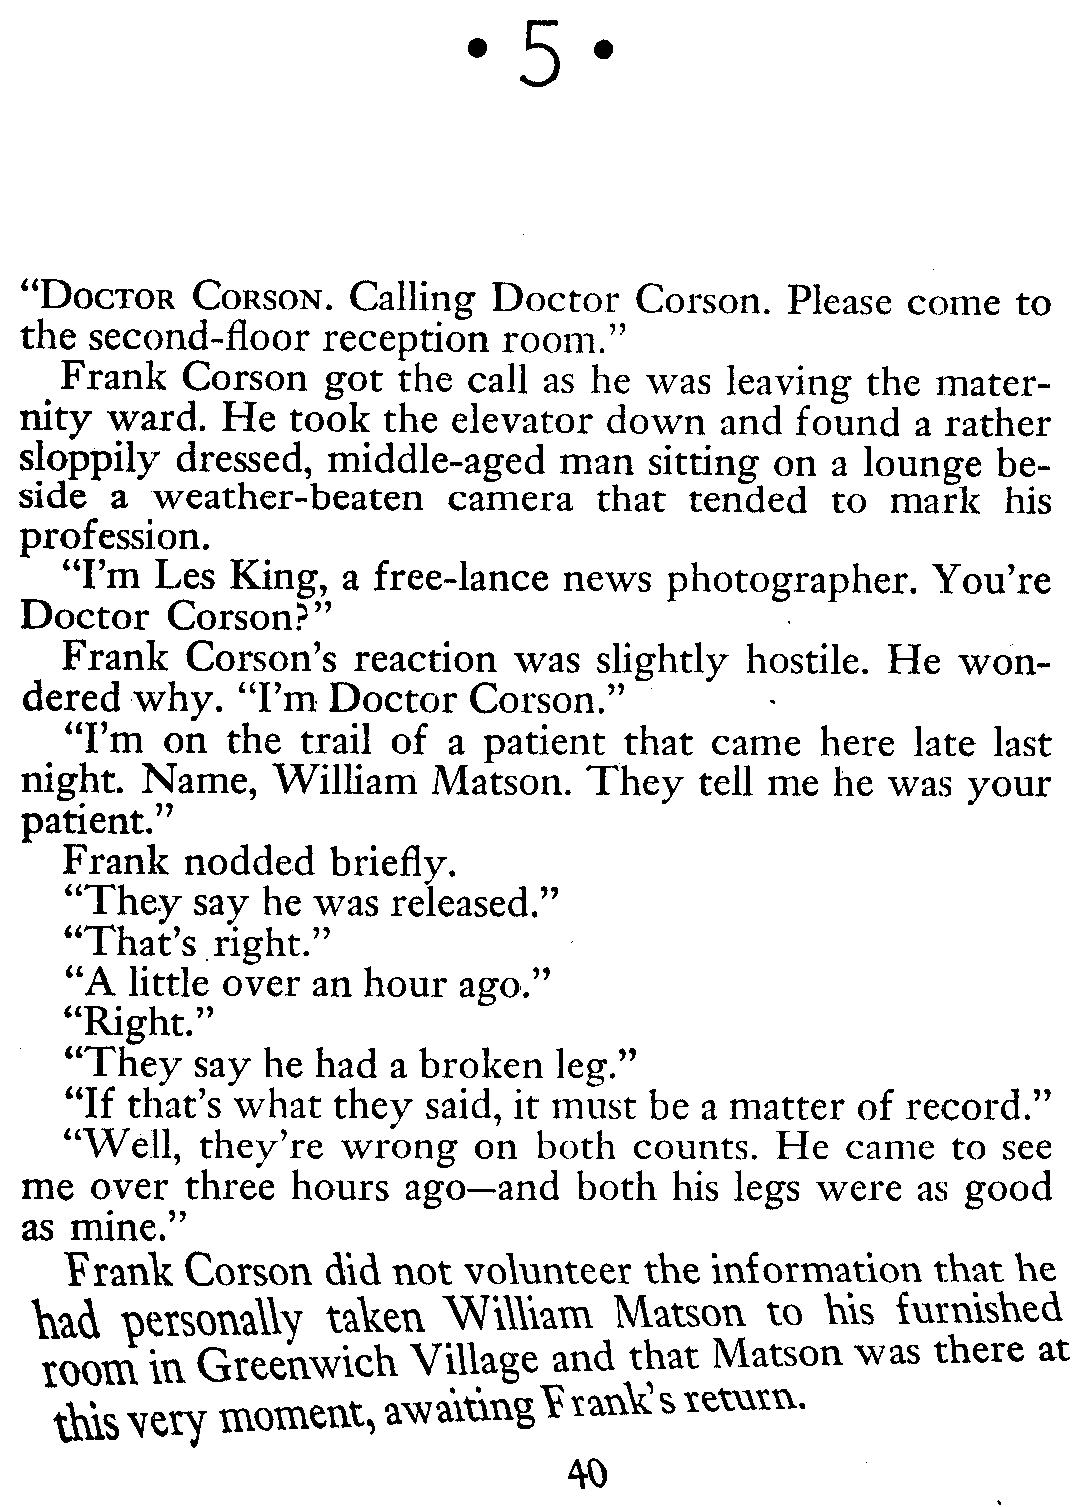 • 5 •
“DOCTOR CORSON. Calling Doctor Corson. Please come to
the second-floor reception room.”
Frank Corson got the call as he was leaving the mater-
nity ward. He took the elevator down and found a rather
sloppily dressed, middle-aged man sitting on a lounge be-
side a weather-beaten camera that tended to mark his
profession.
“I'm Les King, a free-lance news photographer. You're
Doctor Corson?”
Frank Corson's reaction was slightly hostile. He won-
dered why. “I'm Doctor Corson.”
“I'm on the trail of a patient that came here late last
night. Name, William Matson. They tell me he was your
patient.”
Frank nodded briefly.
“They say he was released.”
“That's right.”
“A little over an hour ago.”
“Right.”
“They say he had a broken leg.”
“If that's what they said, it must be a matter of record.”
“Well, they're wrong on both counts. He came to see
me over three hours ago—and both his legs were as good
as mine.”
Frank Corson did not volunteer the information that he
had personally taken William Matson to his furnished
room in Greenwich Village and that Matson was there at
this very moment, awaiting Frank's return.
40